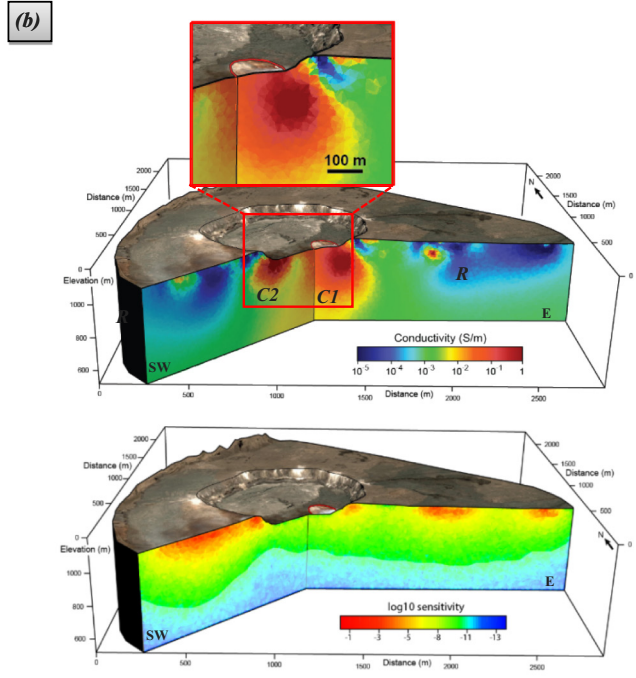 (b)
100 m
2000
1500
Distance (m)
1000
500
0
Elevation (m)
1000
800
600
N
2000
1500
Distance (m)
1000
500
0
R
C2
C1
R
SW
E
Conductivity (S/m)
10-5 10-4 10-3 10-2 10-1 1
0 500 1000 1500 2000 2500
Distance (m)
2000
1500
Distance (m)
1000
500
0
Elevation (m)
1000
800
600
2000
1500
Distance (m)
1000
500
0
N
SW
E
log10 sensitivity
-1 -3 -5 -8 -11 -13
0 500 1000 1500 2000 2500
Distance (m)